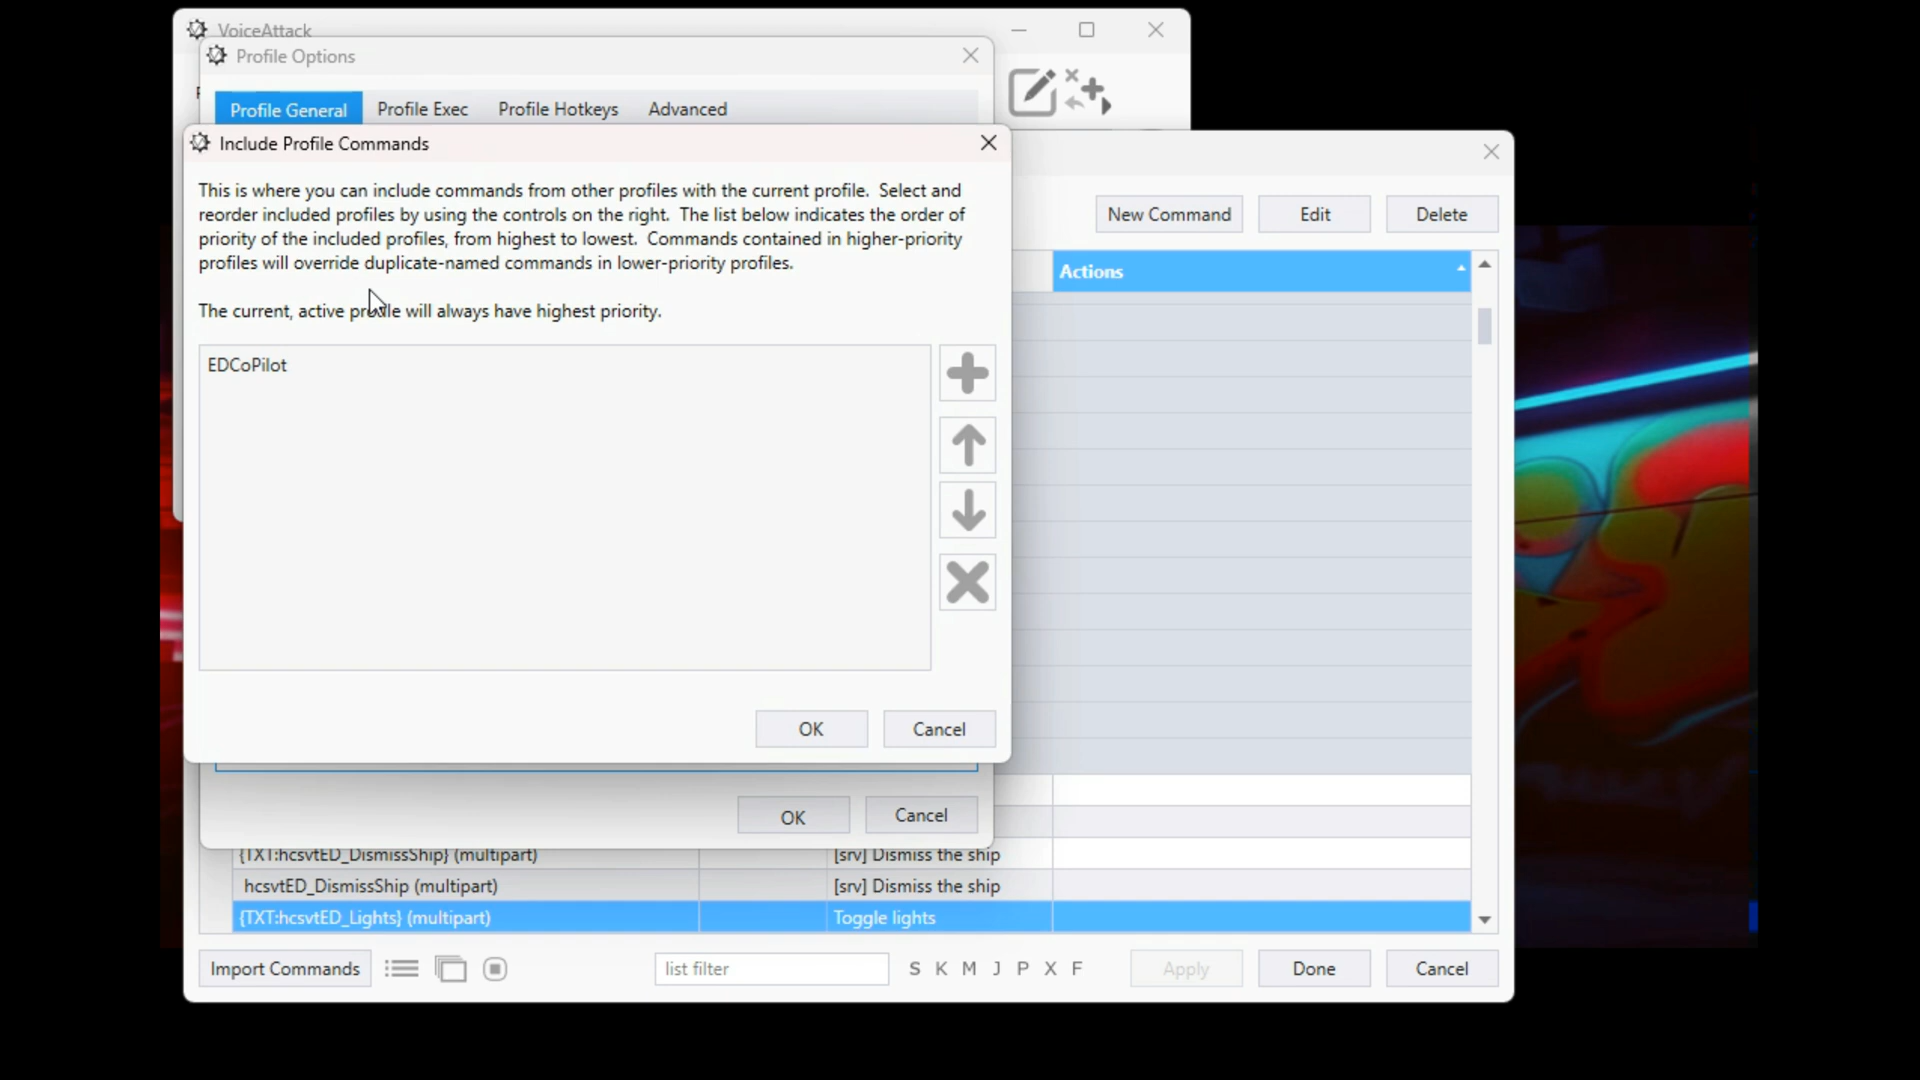 VoiceAttack
Profile Options
Profile General
Profile Exec
Profile Hotkeys
Advanced
Include Profile Commands
This is where you can include commands from other profiles with the current profile. Select and
reorder included profiles by using the controls on the right. The list below indicates the order of
priority of the included profiles, from highest to lowest. Commands contained in higher-priority
profiles will override duplicate-named commands in lower-priority profiles.
The current, active profile will always have highest priority.
EDCoPilot
OK
Cancel
New Command
Edit
Delete
Actions
OK
Cancel
{TXT:hcsvtED_DismissShip} (multipart)
[srv] Dismiss the ship
hcsvtED_DismissShip (multipart)
[srv] Dismiss the ship
{TXT:hcsvtED_Lights} (multipart)
Toggle lights
Import Commands
list filter
S K M J P X F
Apply
Done
Cancel